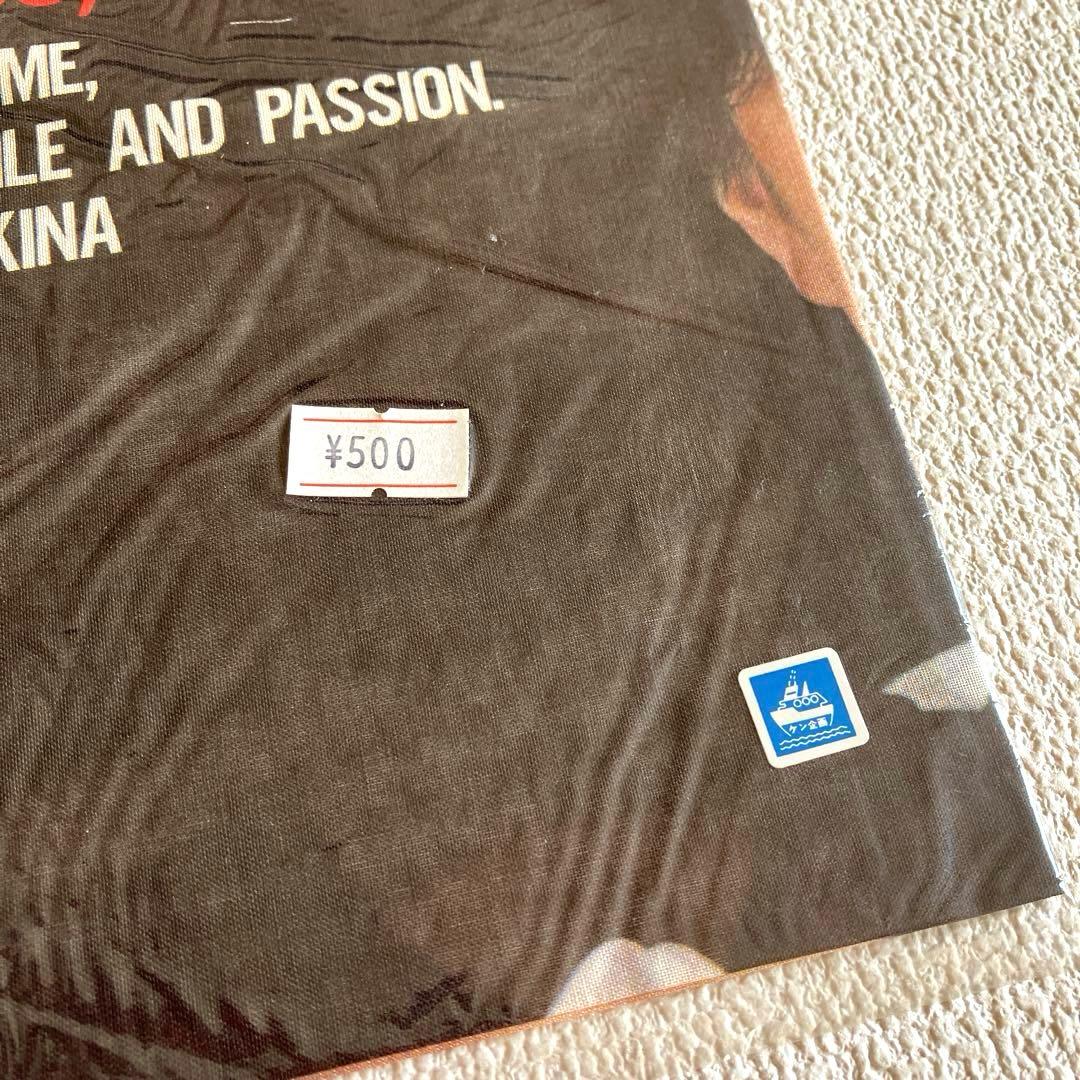 ME,
LE AND PASSION.
KINA
¥500
ケン企画